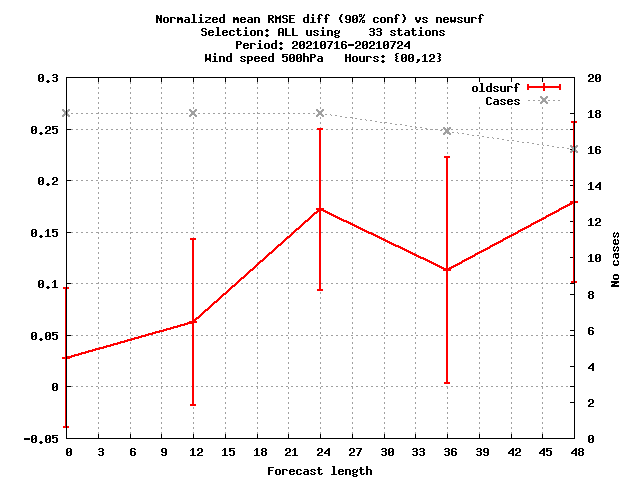 Normalized mean RMSE diff (90% conf) vs newsurf
Selection: ALL using    33 stations
Period: 20210716-20210724
Wind speed 500hPa   Hours: {00,12}
oldsurf
Cases
0.3
0.25
0.2
0.15
0.1
0.05
0
-0.05
20
18
16
14
12
10
8
6
4
2
0
No cases
0 3 6 9 12 15 18 21 24 27 30 33 36 39 42 45 48
Forecast length